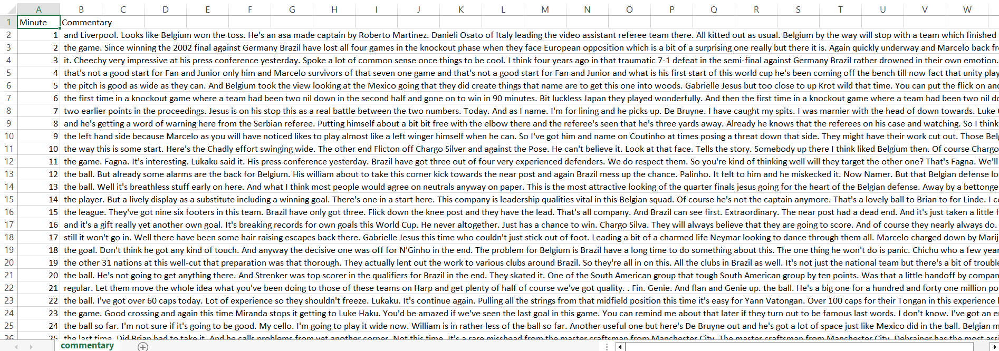 A B C D E F G H I J K L M N O P Q R S T U V W
1 Minute Commentary
2 1 and Liverpool. Looks like Belgium won the toss. He's an asa made captain by Roberto Martinez. Danieli Osato of Italy leading the video assistant referee team there. All kitted out as usual. Belgium by the way will stop with a team which finished
3 2 the game. Since winning the 2002 final against Germany Brazil have lost all four games in the knockout phase when they face European opposition which is a bit of a surprising one really but there it is. Again quickly underway and Marcelo back fr
4 3 it. Cheechy very impressive at his press conference yesterday. Spoke a lot of common sense once things to be cool. I think four years ago in that traumatic 7-1 defeat in the semi-final against Germany Brazil rather drowned in their own emotion.
5 4 that's not a good start for Fan and Junior only him and Marcelo survivors of that seven one game and that's not a good start for Fan and Junior and what is his first start of this world cup he's been coming off the bench till now fact that unity play
6 5 the pitch is good as wide as they can. And Belgium took the view looking at the Mexico going that they did create things that name are to get this one into woods. Gabrielle Jesus but too close to up Krot wild that time. You can put the flick on and
7 6 the first time in a knockout game where a team had been two nil down in the second half and gone on to win in 90 minutes. Bit luckless Japan they played wonderfully. And then the first time in a knockout game where a team had been two nil do
8 7 two earlier points in the proceedings. Jesus is on his stop this as a real battle between the two numbers. Today. And as I name. I'm for lining and he picks up. De Bruyne. I have caught my spits. I was marnier with the head of down towards. Luke
9 8 and he's getting a word of warning here from the Serbian referee. Putting himself about a bit bit free with the elbow there and the referee's seen that he's three yards away. Already he knows that the referees on his case and watching. So I think
10 9 the left hand side because Marcelo as you will have noticed likes to play almost like a left winger himself when he can. So I've got him and name on Coutinho at times posing a threat down that side. They might have their work cut out. Those Bel
11 10 the way this is some start. Here's the Chadly effort swinging wide. The other end Flicton off Chargo Silver and against the Pose. He can't believe it. Look at that face. Tells the story. Somebody up there I think liked Belgium then. Of course Chargo
12 11 the game. Fagna. It's interesting. Lukaku said it. His press conference yesterday. Brazil have got three out of four very experienced defenders. We do respect them. So you're kind of thinking well will they target the other one? That's Fagna. We'll
13 12 the ball. But already some alarms are the back for Belgium. His william about to take this corner kick towards the near post and again Brazil mess up the chance. Palinho. It felt to him and he miskecked it. Now Namer. But that Belgian defense lo
14 13 the ball. Well it's breathless stuff early on here. And what I think most people would agree on neutrals anyway on paper. This is the most attractive looking of the quarter finals jesus going for the heart of the Belgian defense. Away by a bettonge
15 14 the player. But a lively display as a substitute including a winning goal. There's one in a start here. This company is leadership qualities vital in this Belgian squad. Of course he's not the captain anymore. That's a lovely ball to Brian to for Linde. I c
16 15 the league. They've got nine six footers in this team. Brazil have only got three. Flick down the knee post and they have the lead. That's all company. And Brazil can see first. Extraordinary. The near post had a dead end. And it's just taken a little f
17 16 and it's a gift really yet another own goal. It's breaking records for own goals this World Cup. He never altogether. Just has a chance to win. Chargo Silva. They will always believe that they are going to score. And of course they nearly always do.
18 17 still it won't go in. Well there have been some hair raising escapes back there. Gabrielle Jesus this time who couldn't just stick out of foot. Leading a bit of a charmed life Neymar looking to dance through them all. Marcelo charged down by Marij
19 18 the goal. Don't think he got any kind of touch. And anyway the decisive one was off for N'Ginho in the end. The problem for Belgium is Brazil have a long time to do something about this. The one thing he won't do is panic. Chichu who a few year
20 19 the other 31 nations at this well-cut that preparation was that thorough. They actually lent out the work to various clubs around Brazil. So they're all in on this. All the clubs in Brazil as well. It's not just the national team but there's a bit of trouble
21 20 the ball. He's not going to get anything there. And Strenker was top scorer in the qualifiers for Brazil in the end. They skated it. One of the South American group that tough South American group by ten points. Was that a little handoff by compan
22 21 regular. Let them move the whole idea what you've been doing to those of these teams on Harp and get plenty of half of course we've got quality. . Fin. Genie. And flan and Genie up. the ball. He's a big one for a hundred and forty one million po
23 22 the ball. I've got over 60 caps today. Lot of experience so they shouldn't freeze. Lukaku. It's continue again. Pulling all the strings from that midfield position this time it's easy for Yann Vatongan. Over 100 caps for their Tongan in this experience
24 23 the game. Good crossing and again this time Miranda stops it getting to Luke Haku. You'd be amazed if we've seen the last goal in this game. You can remind me about that later if they turn out to be famous last words. I don't know. I've got an e
25 24 the ball so far. I'm not sure if it's going to be good. My cello. I'm going to play it wide now. William is in rather less of the ball so far. Another useful one but here's De Bruyne out and he's got a lot of space just like Mexico did in the ball. Belgian m
26 25 the last time. Did Brian had to take it. And he calls problems from yet another corner. Not this time. It's a rare misshead from the master craftsman from Manchester City. The master craftsman from Manchester City. Debrainer has the most assi
commentary